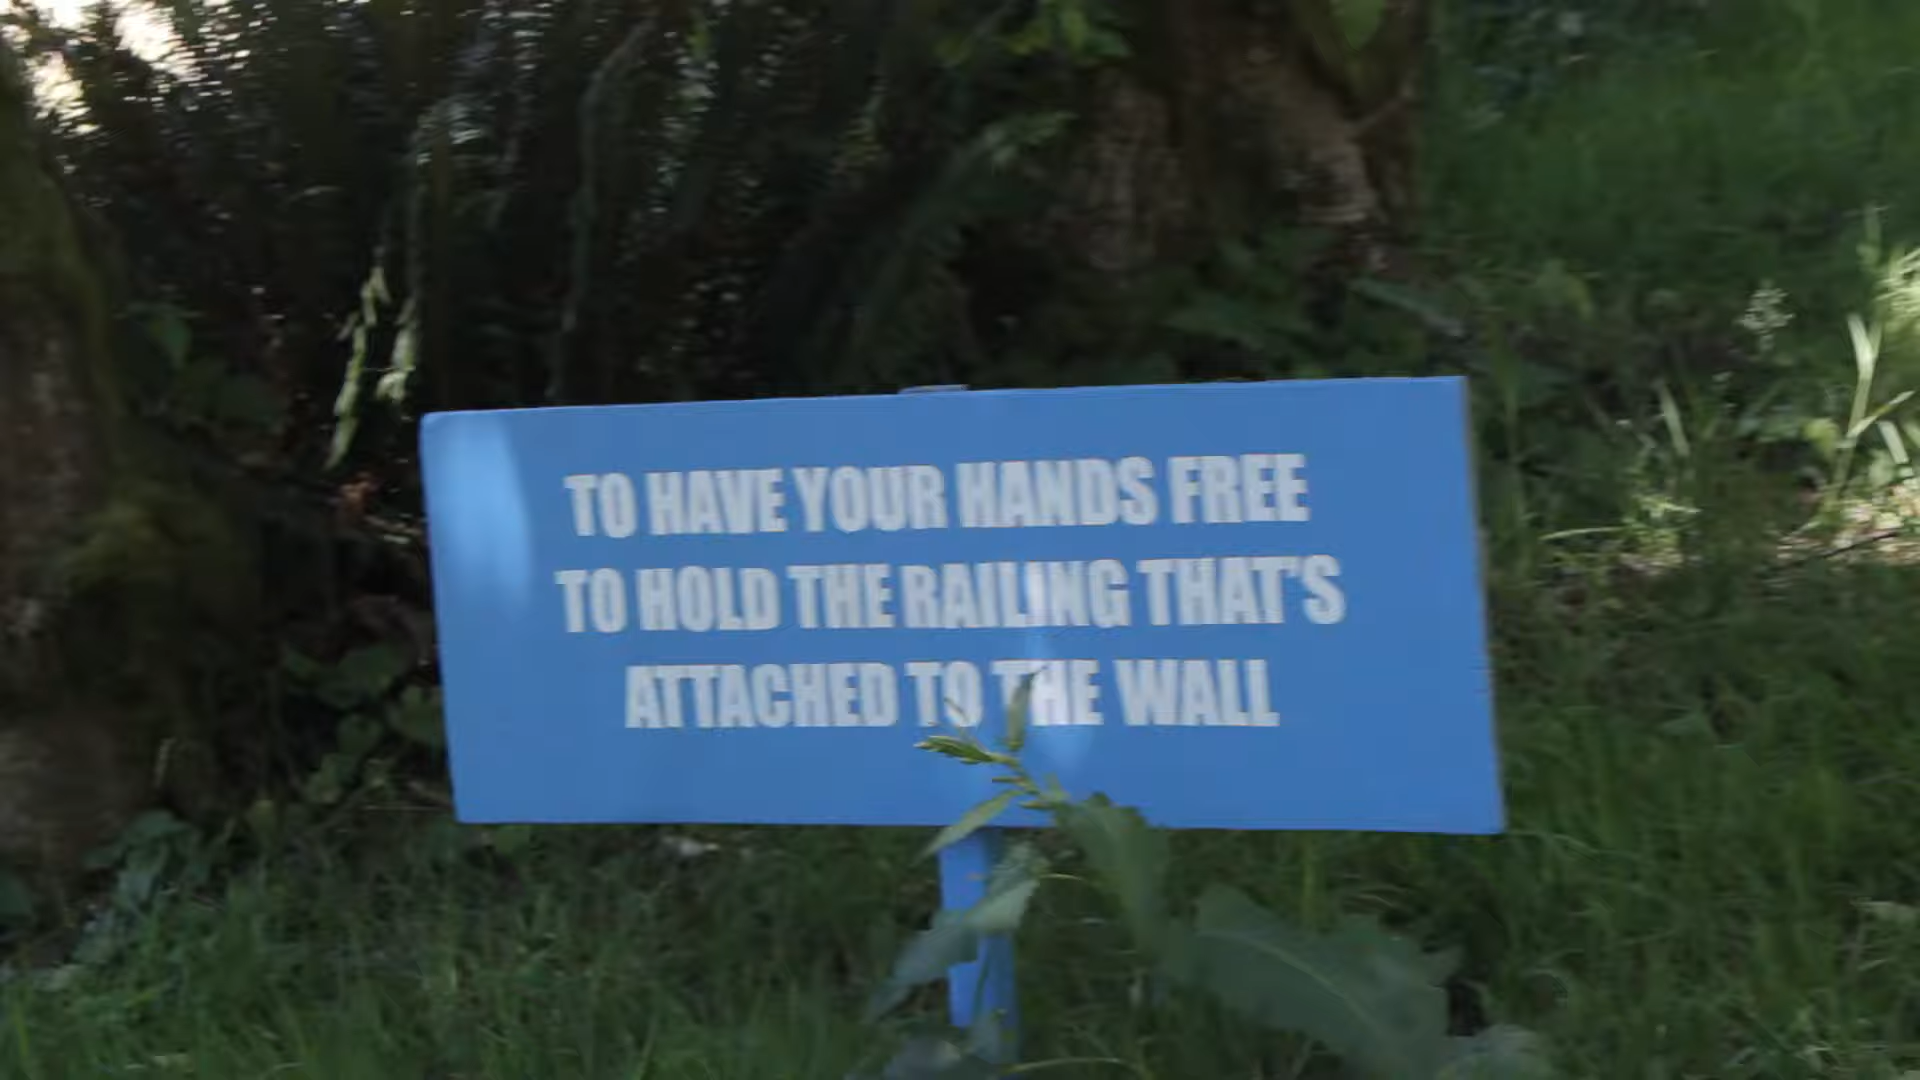 TO HAVE YOUR HANDS FREE
TO HOLD THE RAILING THAT'S
ATTACHED TO THE WALL